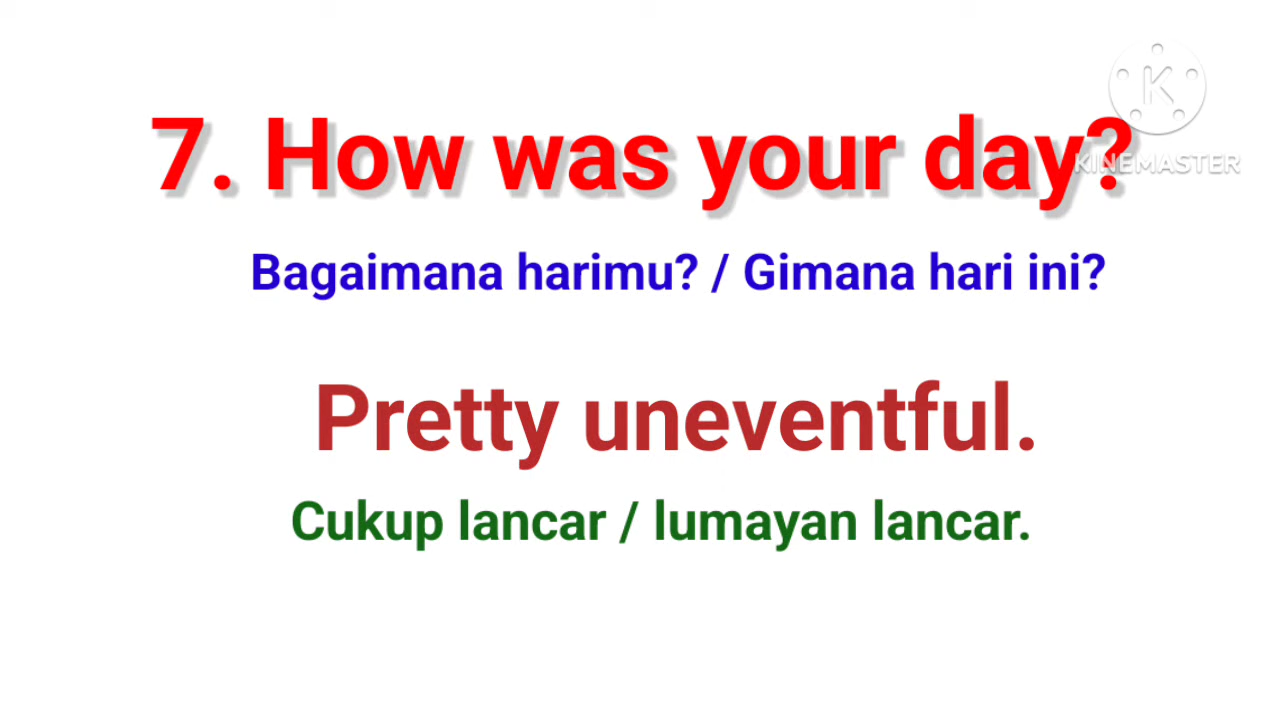 7. How was your day?
KINEMASTER
Bagaimana harimu? / Gimana hari ini?
Pretty uneventful.
Cukup lancar / lumayan lancar.